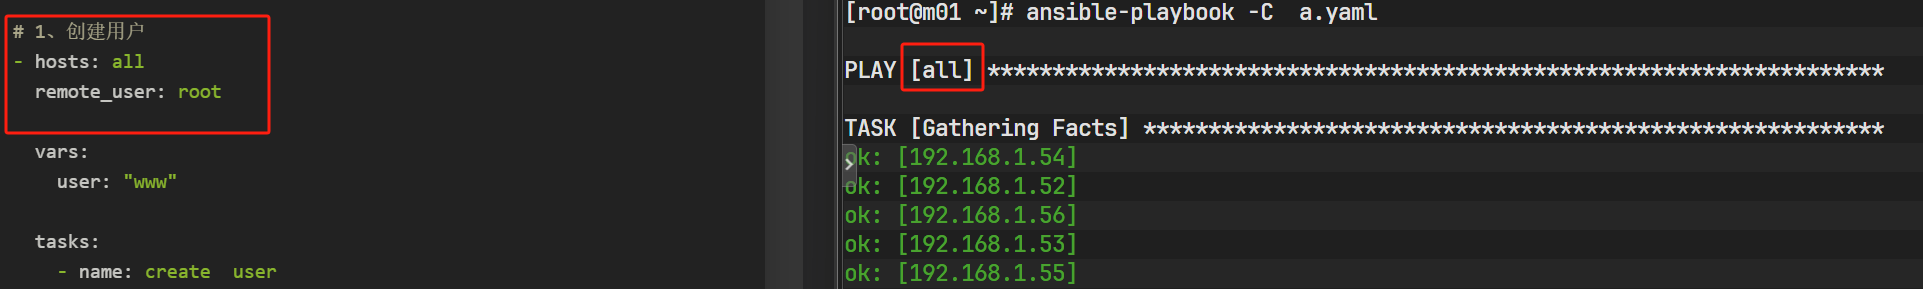 # 1、创建用户
- hosts: all
remote_user: root
vars:
user: "www"
tasks:
- name: create  user
[root@m01 ~]# ansible-playbook -C  a.yaml
PLAY [all] *********************************************************************
TASK [Gathering Facts] *********************************************************
ok: [192.168.1.54]
ok: [192.168.1.52]
ok: [192.168.1.56]
ok: [192.168.1.53]
ok: [192.168.1.55]